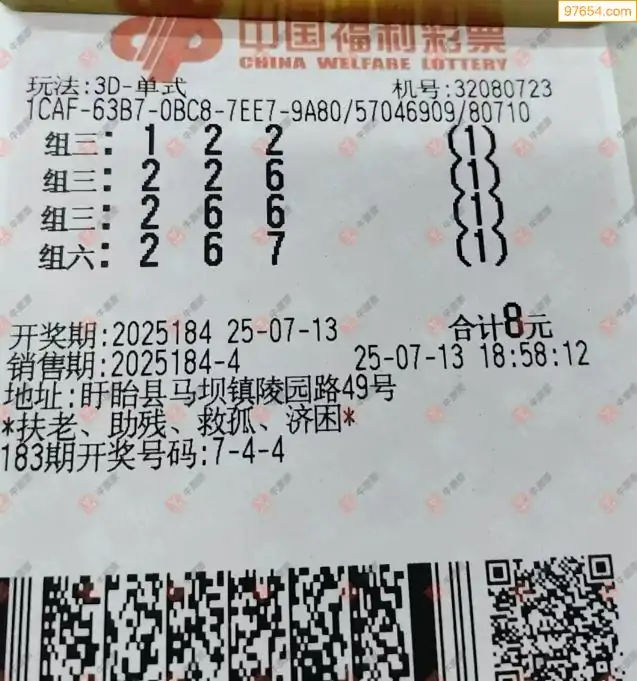 97654.com
中国福利彩票
CHINA WELFARE LOTTERY
玩法:3D-单式 机号:32080723
1CAF-63B7-0BC8-7EE7-9A80/57046909/80710
组三: 1 2 2 (1)
组三: 2 2 6 (1)
组三: 2 6 6 (1)
组六: 2 6 7 (1)
开奖期:2025184 25-07-13 合计8元
销售期:2025184-4 25-07-13 18:58:12
地址:盱眙县马坝镇陵园路49号
*扶老、助残、救孤、济困*
183期开奖号码:7-4-4